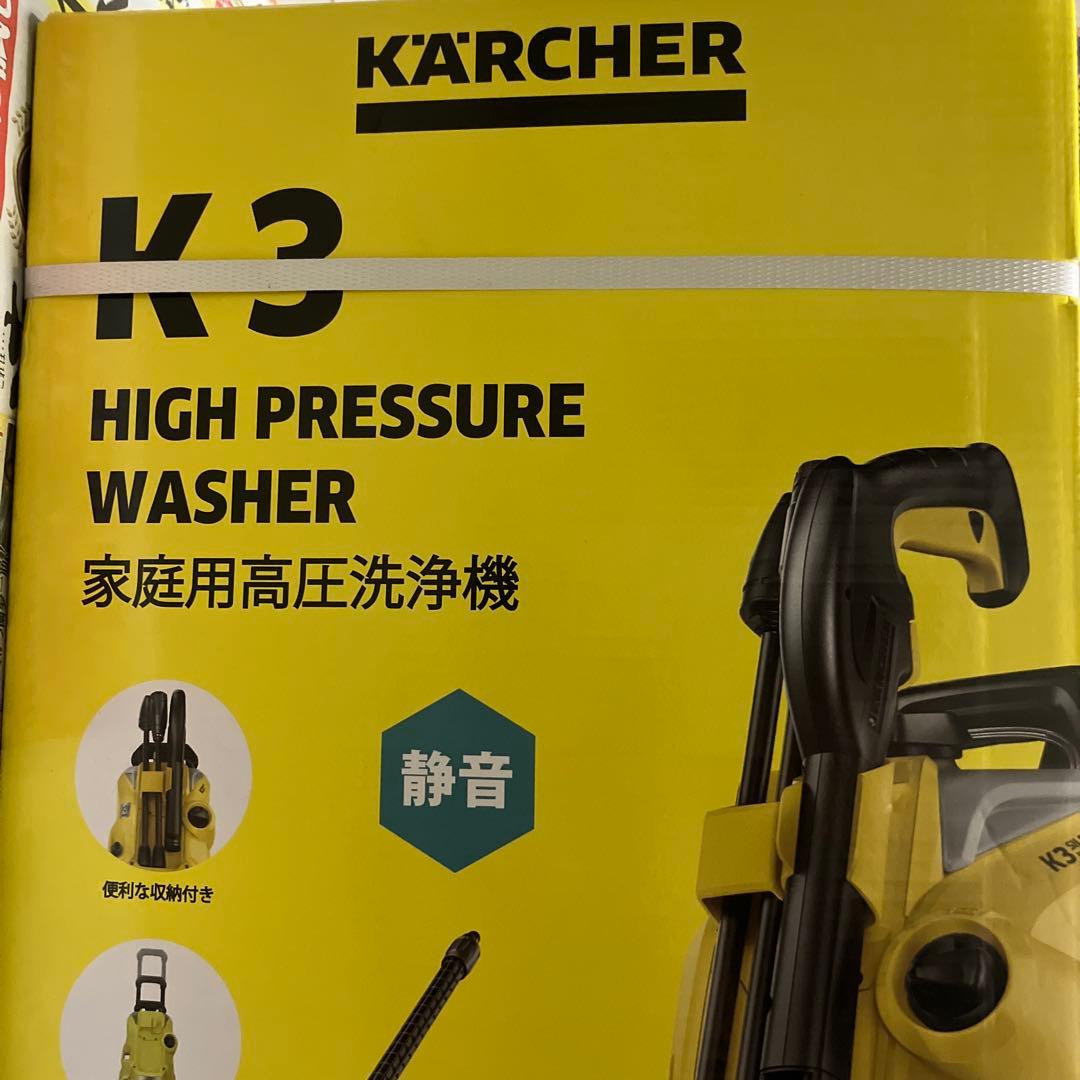 KÄRCHER
K 3
HIGH PRESSURE
WASHER
家庭用高圧洗浄機
静音
K3
便利な収納付き